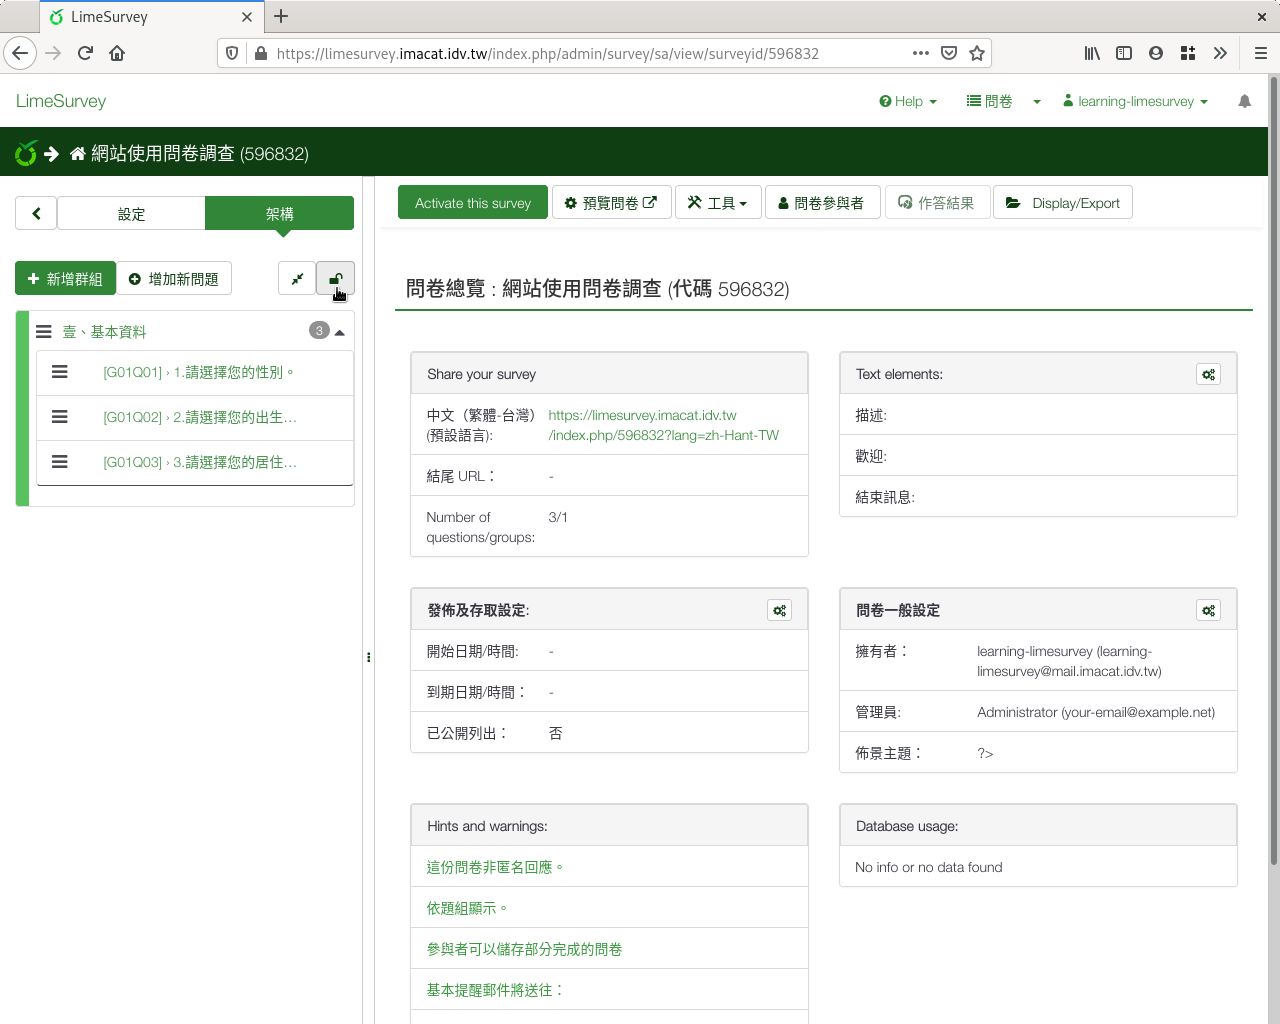 LimeSurvey
https://limesurvey.imacat.idv.tw/index.php/admin/survey/sa/view/surveyid/596832
LimeSurvey
Help
問卷
learning-limesurvey
網站使用問卷調查 (596832)
設定
架構
Activate this survey
預覽問卷
工具
問卷參與者
作答結果
Display/Export
新增群組
增加新問題
壹、基本資料
3
[G01Q01] › 1.請選擇您的性別。
[G01Q02] › 2.請選擇您的出生…
[G01Q03] › 3.請選擇您的居住…
問卷總覽 : 網站使用問卷調查 (代碼 596832)
Share your survey
中文（繁體-台灣）
(預設語言):
https://limesurvey.imacat.idv.tw
/index.php/596832?lang=zh-Hant-TW
結尾 URL： -
Number of
questions/groups:
3/1
Text elements:
描述:
歡迎:
結束訊息:
發佈及存取設定:
開始日期/時間: -
到期日期/時間： -
已公開列出： 否
問卷一般設定
擁有者：
learning-limesurvey (learning-
limesurvey@mail.imacat.idv.tw)
管理員: Administrator (your-email@example.net)
佈景主題： ?>
Hints and warnings:
這份問卷非匿名回應。
依題組顯示。
參與者可以儲存部分完成的問卷
基本提醒郵件將送往：
Database usage:
No info or no data found